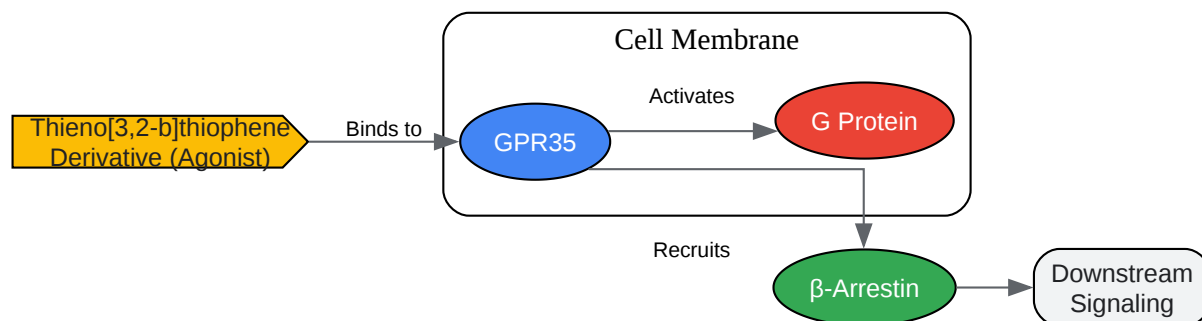 Cell Membrane
Activates
Thieno[3,2-b]thiophene
Derivative (Agonist)
Binds to
GPR35
G Protein
Recruits
β-Arrestin
Downstream
Signaling